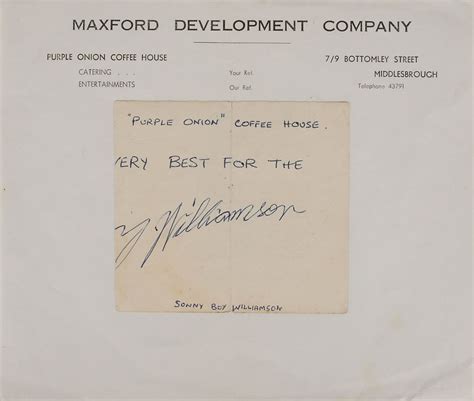 MAXFORD DEVELOPMENT COMPANY
PURPLE ONION COFFEE HOUSE
7/9 BOTTOMLEY STREET
CATERING . . .
Your Ref.
MIDDLESBROUGH
ENTERTAINMENTS
Our Ref.
Telephone 43791
"PURPLE ONION" COFFEE HOUSE.
VERY BEST FOR THE
y Williamson
SONNY BOY WILLIAMSON